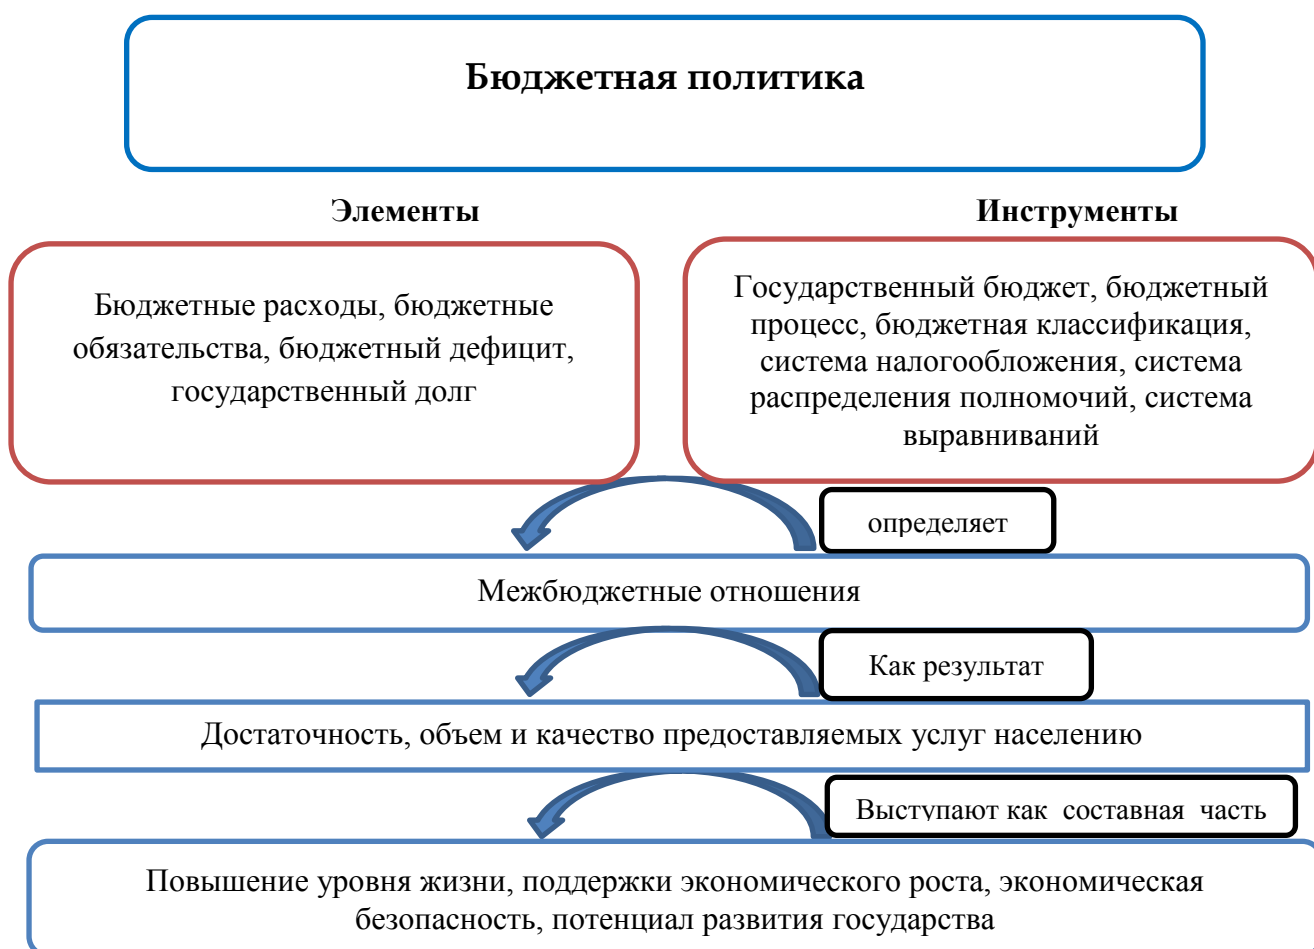 Бюджетная политика
Элементы
Инструменты
Бюджетные расходы, бюджетные
обязательства, бюджетный дефицит,
государственный долг
Государственный бюджет, бюджетный
процесс, бюджетная классификация,
система налогообложения, система
распределения полномочий, система
выравниваний
определяет
Межбюджетные отношения
Как результат
Достаточность, объем и качество предоставляемых услуг населению
Выступают как составная часть
Повышение уровня жизни, поддержки экономического роста, экономическая
безопасность, потенциал развития государства